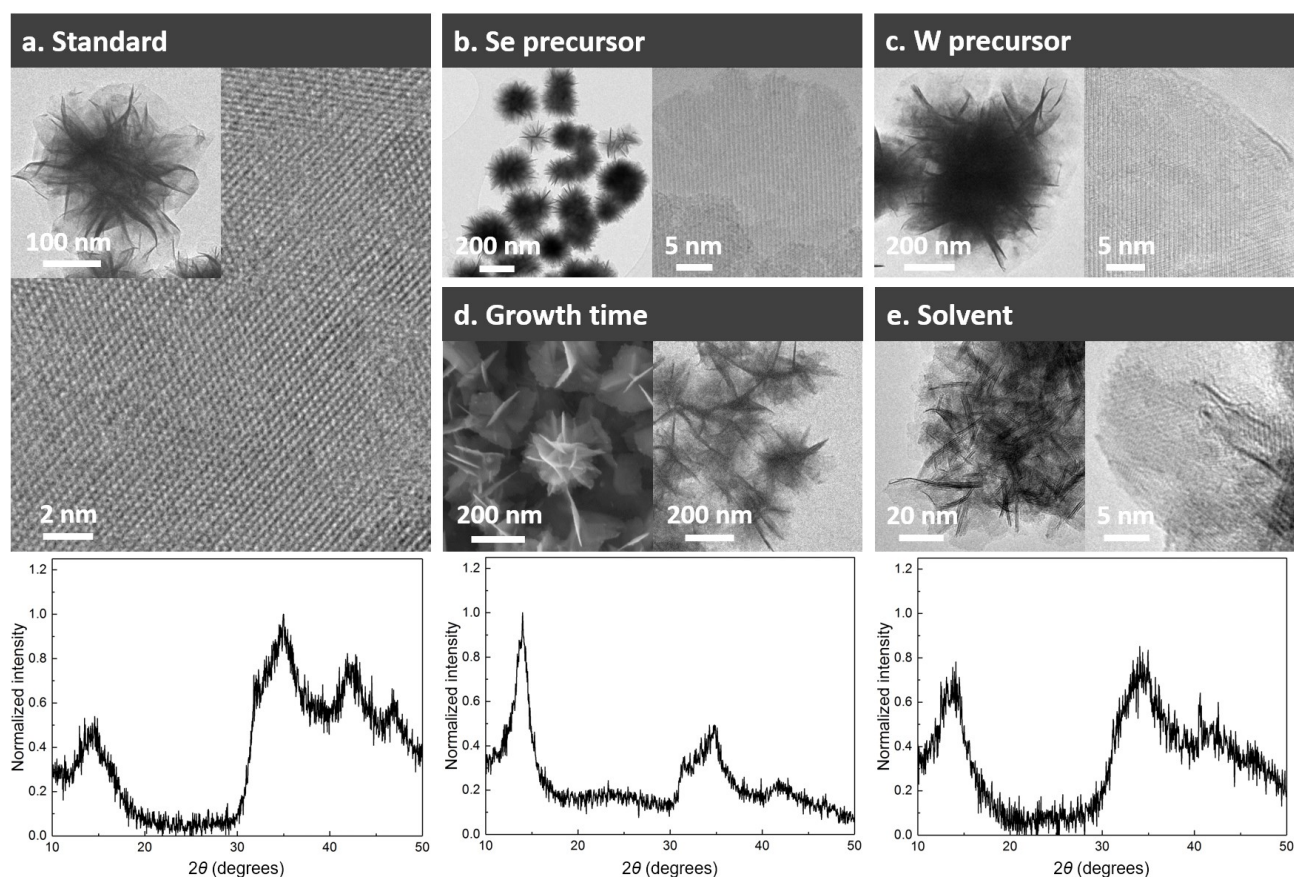 a. Standard
100 nm
2 nm
b. Se precursor
200 nm
5 nm
c. W precursor
200 nm
5 nm
d. Growth time
200 nm
200 nm
e. Solvent
20 nm
5 nm
Normalized intensity
1.2
1.0
0.8
0.6
0.4
0.2
0.0
10 20 30 40 50
2θ (degrees)
Normalized intensity
1.2
1.0
0.8
0.6
0.4
0.2
0.0
10 20 30 40 50
2θ (degrees)
Normalized intensity
1.2
1.0
0.8
0.6
0.4
0.2
0.0
10 20 30 40 50
2θ (degrees)